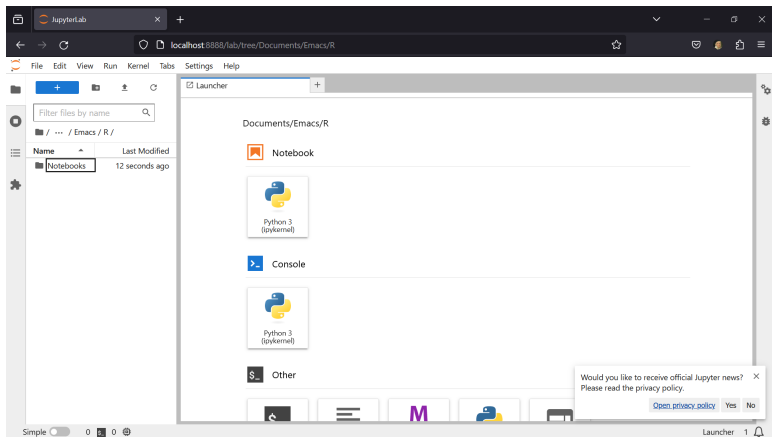 JupyterLab
localhost:8888/lab/tree/Documents/Emacs/R
File Edit View Run Kernel Tabs Settings Help
Launcher
Filter files by name
/ ··· / Emacs / R /
Name Last Modified
Notebooks 12 seconds ago
Documents/Emacs/R
Notebook
Python 3
(ipykernel)
>_ Console
Python 3
(ipykernel)
$_ Other
$
M
Would you like to receive official Jupyter news?
Please read the privacy policy.
Open privacy policy Yes No
Simple 0 $_ 0 Launcher 1